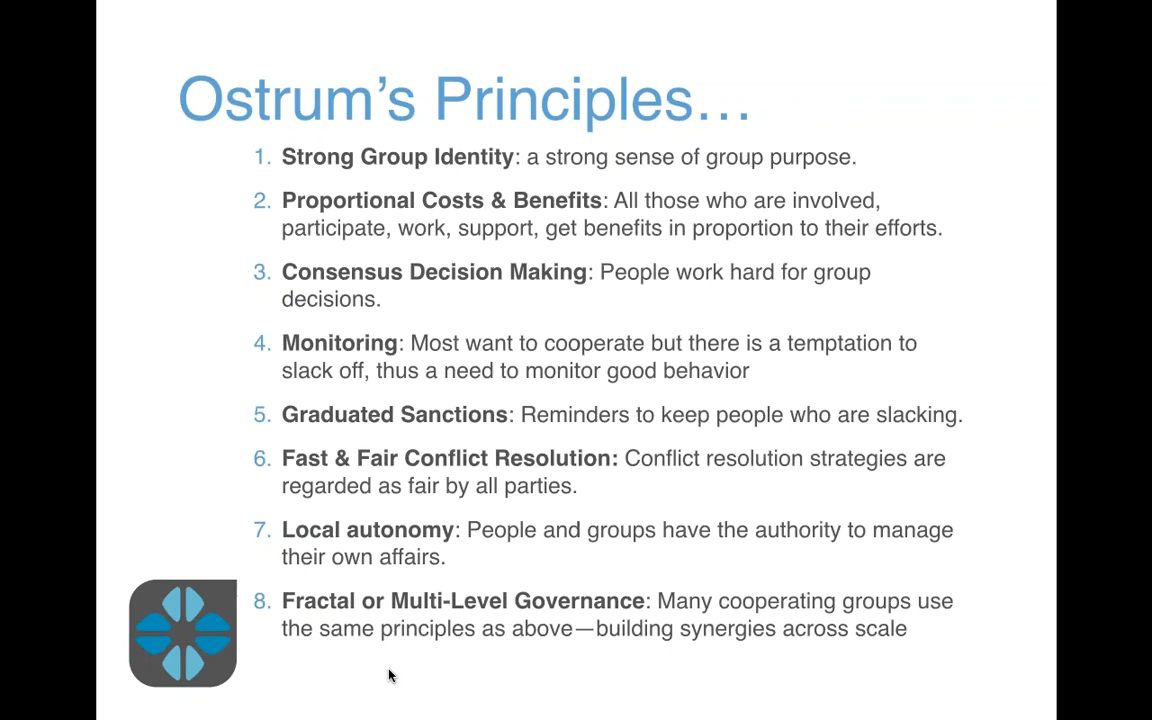 Ostrum’s Principles…
1. Strong Group Identity: a strong sense of group purpose.
2. Proportional Costs & Benefits: All those who are involved,
participate, work, support, get benefits in proportion to their efforts.
3. Consensus Decision Making: People work hard for group
decisions.
4. Monitoring: Most want to cooperate but there is a temptation to
slack off, thus a need to monitor good behavior
5. Graduated Sanctions: Reminders to keep people who are slacking.
6. Fast & Fair Conflict Resolution: Conflict resolution strategies are
regarded as fair by all parties.
7. Local autonomy: People and groups have the authority to manage
their own affairs.
8. Fractal or Multi-Level Governance: Many cooperating groups use
the same principles as above—building synergies across scale